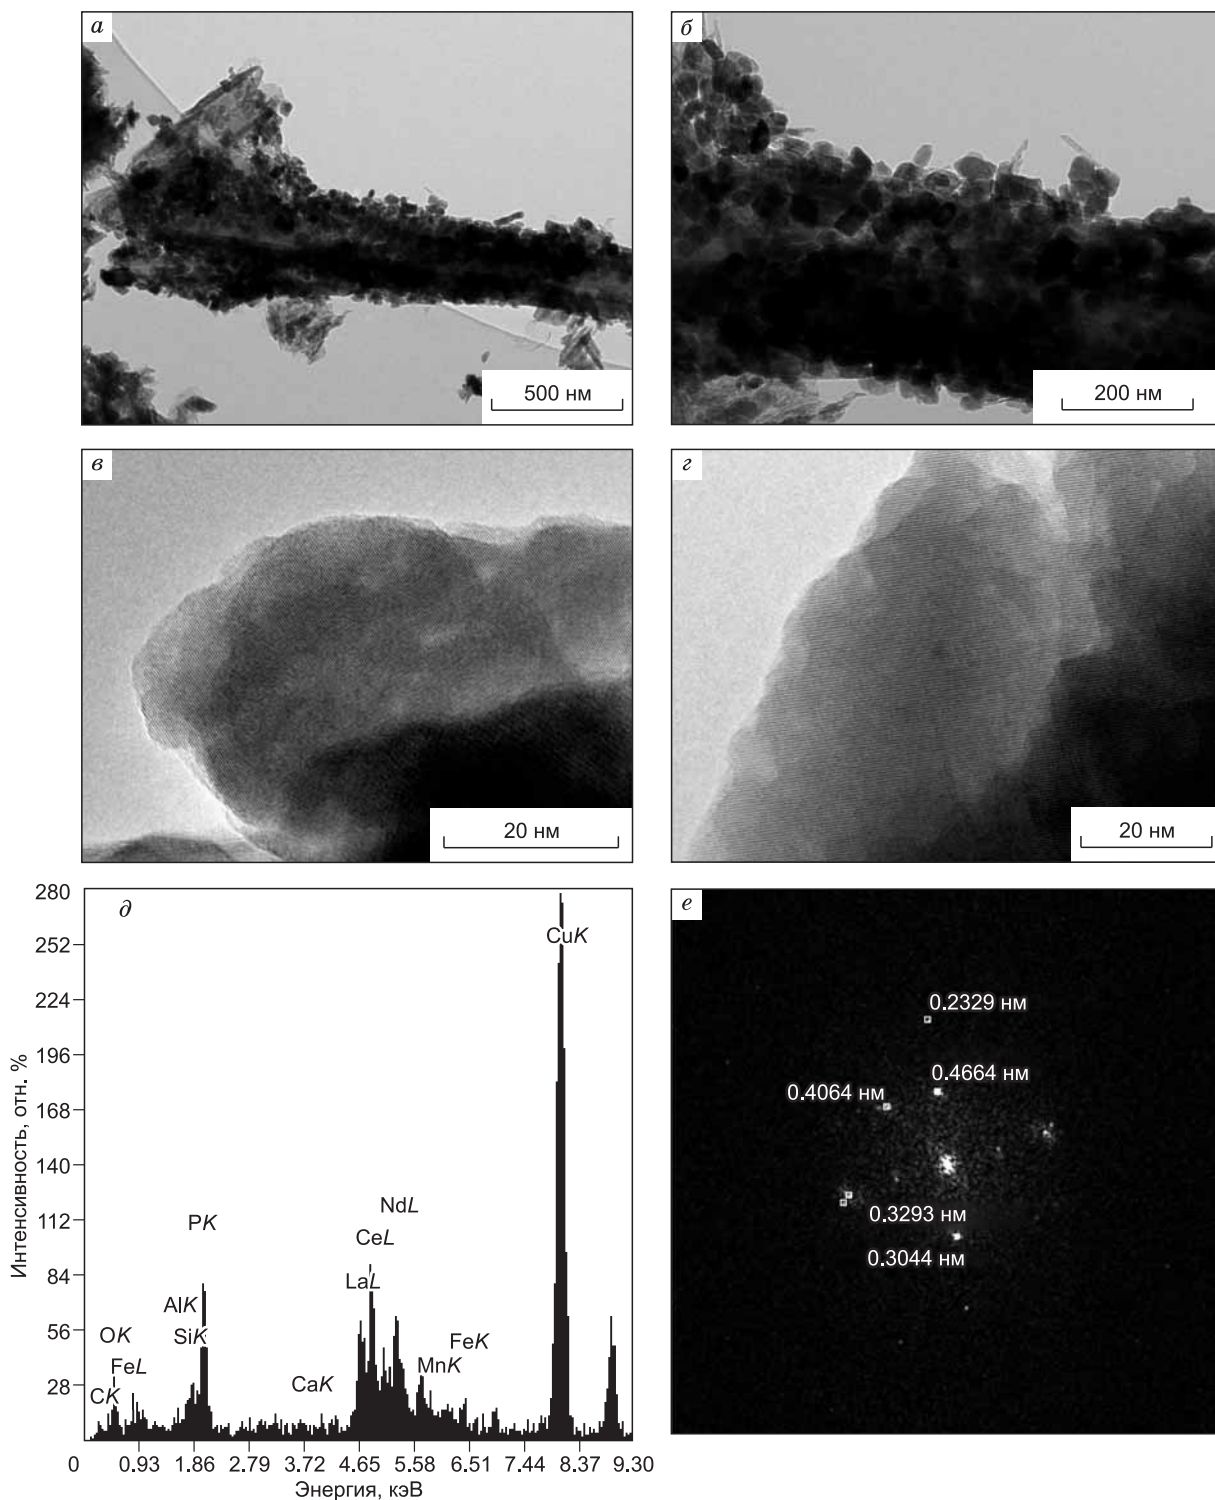 а
б
500 нм
200 нм
в
г
20 нм
20 нм
д
е
Интенсивность, отн. %
280
252
224
196
168
140
112
84
56
28
0
0.93
1.86
2.79
3.72
4.65
5.58
6.51
7.44
8.37
9.30
Энергия, кэВ
CuK
NdL
PK
CeL
LaL
AlK
OK
SiK
FeK
FeL
MnK
CaK
CK
0.2329 нм
0.4664 нм
0.4064 нм
0.3293 нм
0.3044 нм